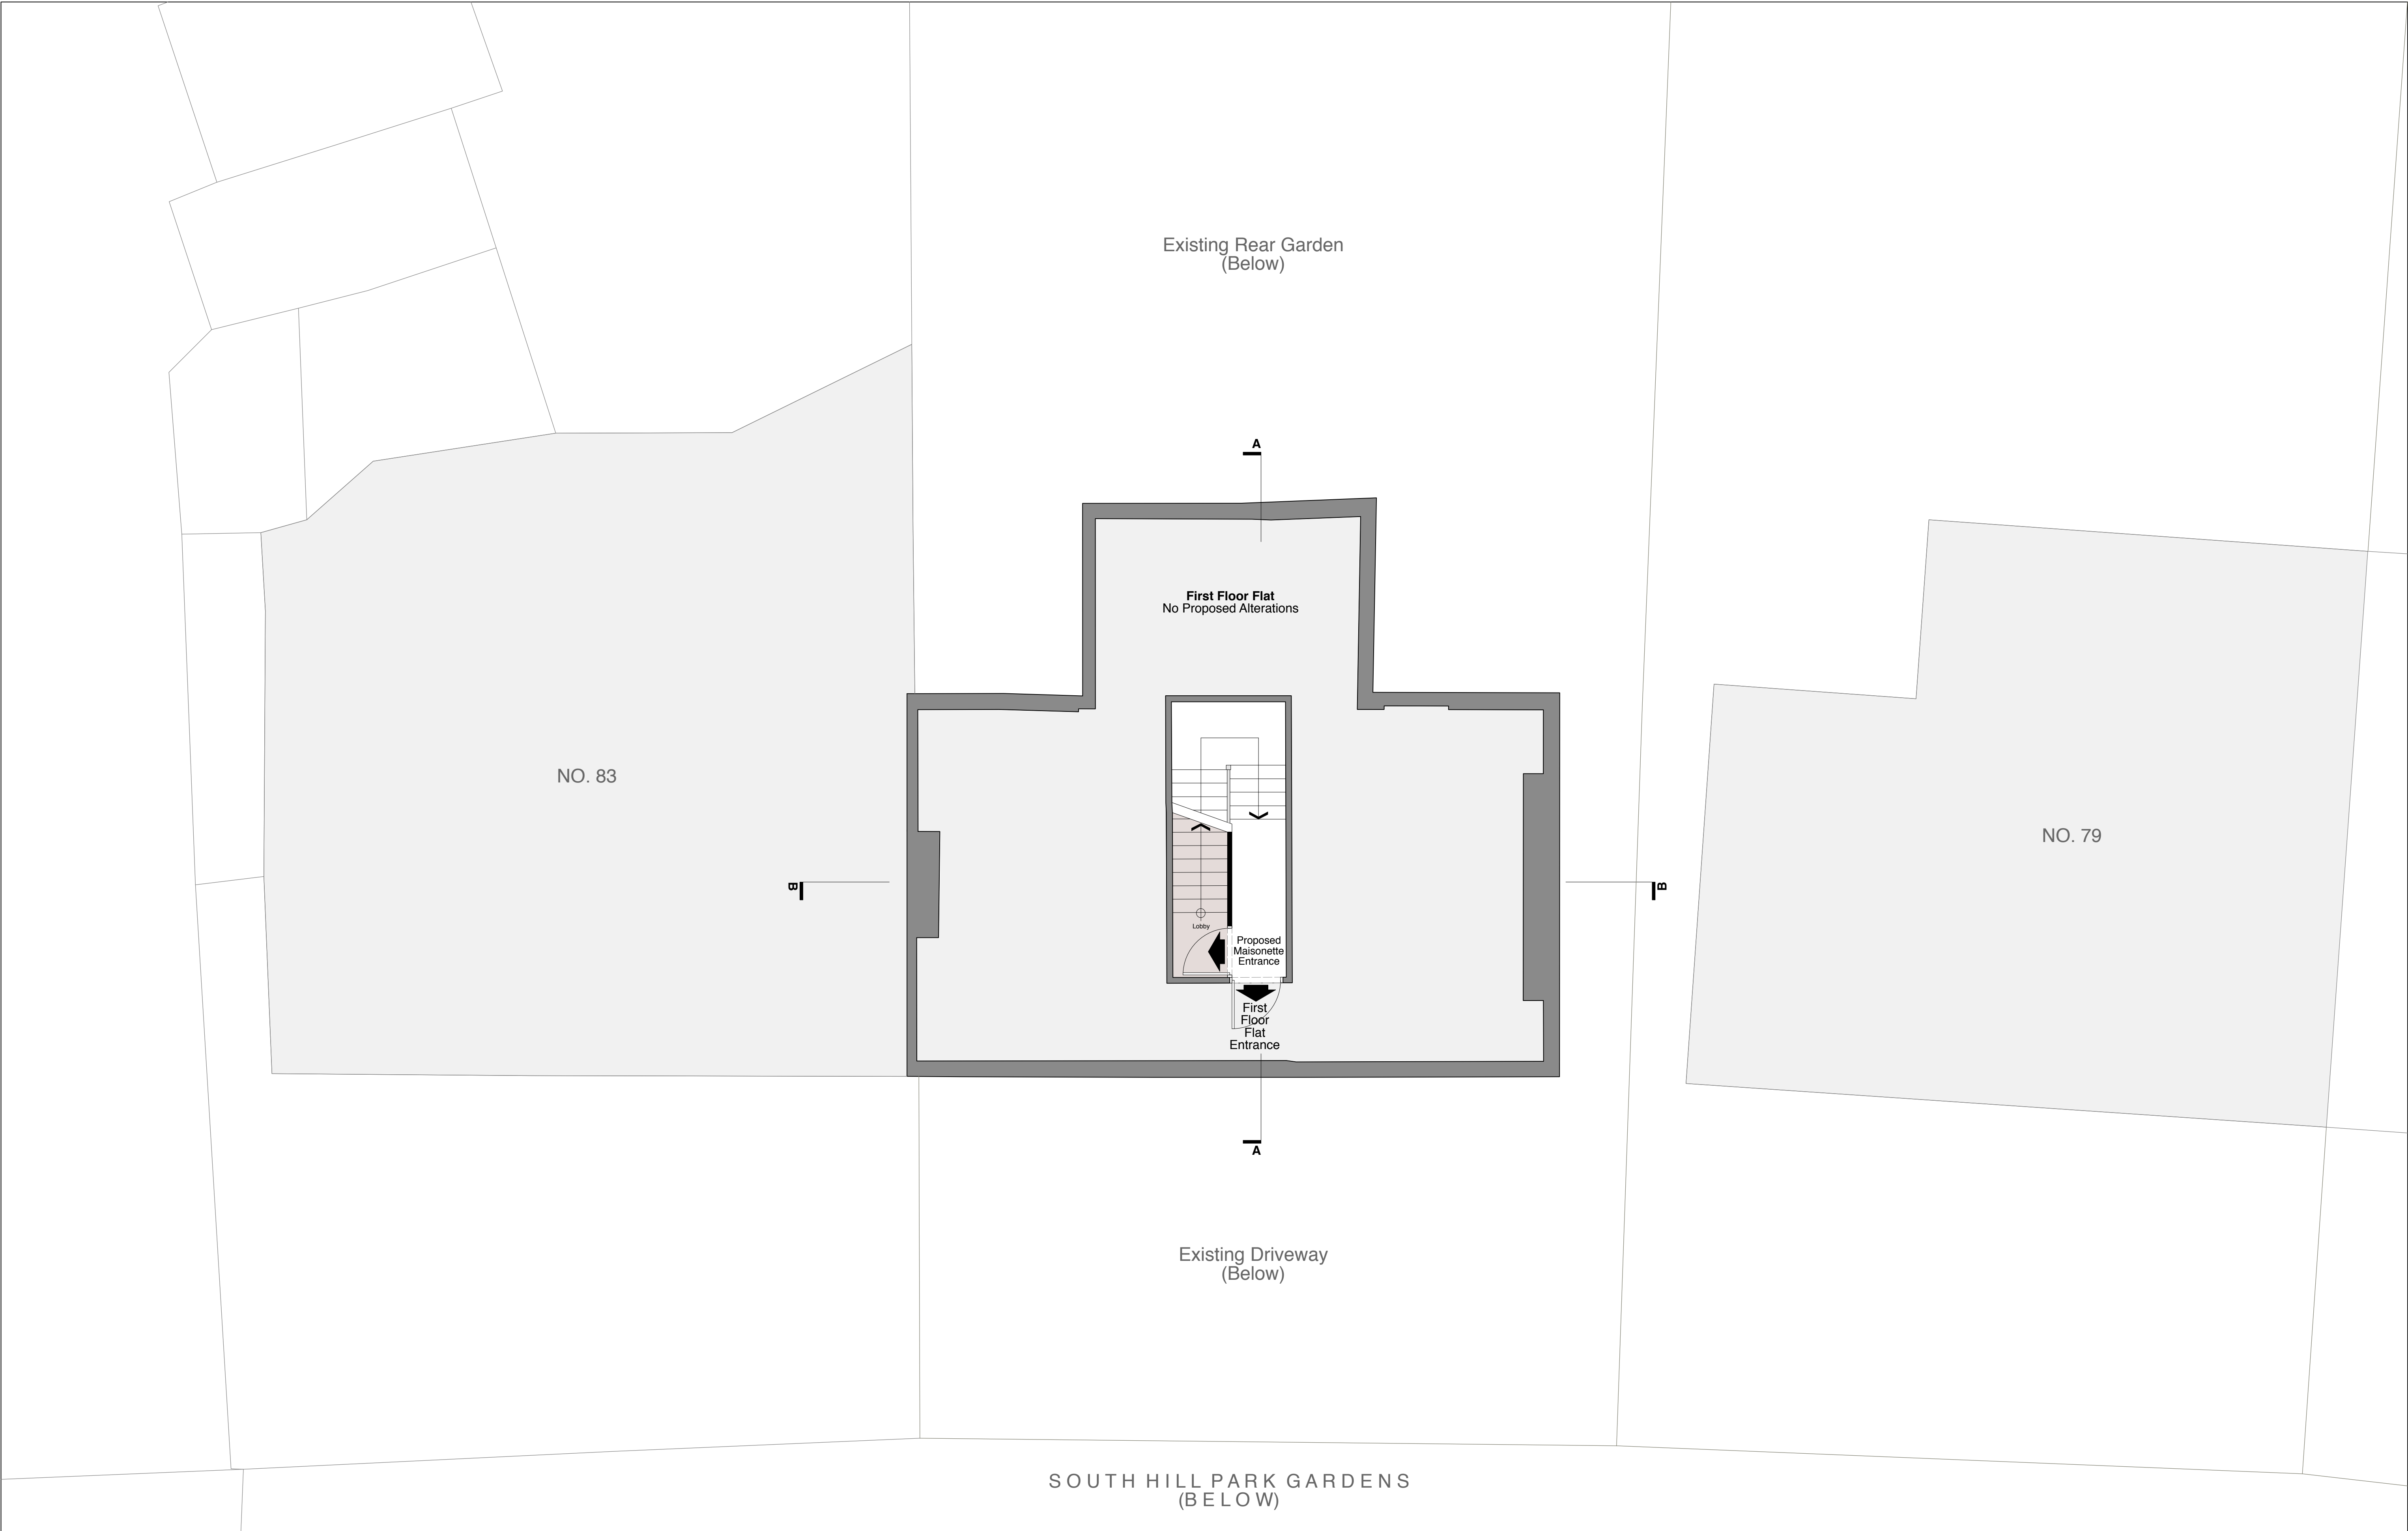 Existing Rear Garden
(Below)
A
First Floor Flat
No Proposed Alterations
NO. 83
NO. 79
B
B
Lobby
Proposed
Maisonette
Entrance
First
Floor
Flat
Entrance
A
Existing Driveway
(Below)
SOUTH HILL PARK GARDENS
(BELOW)